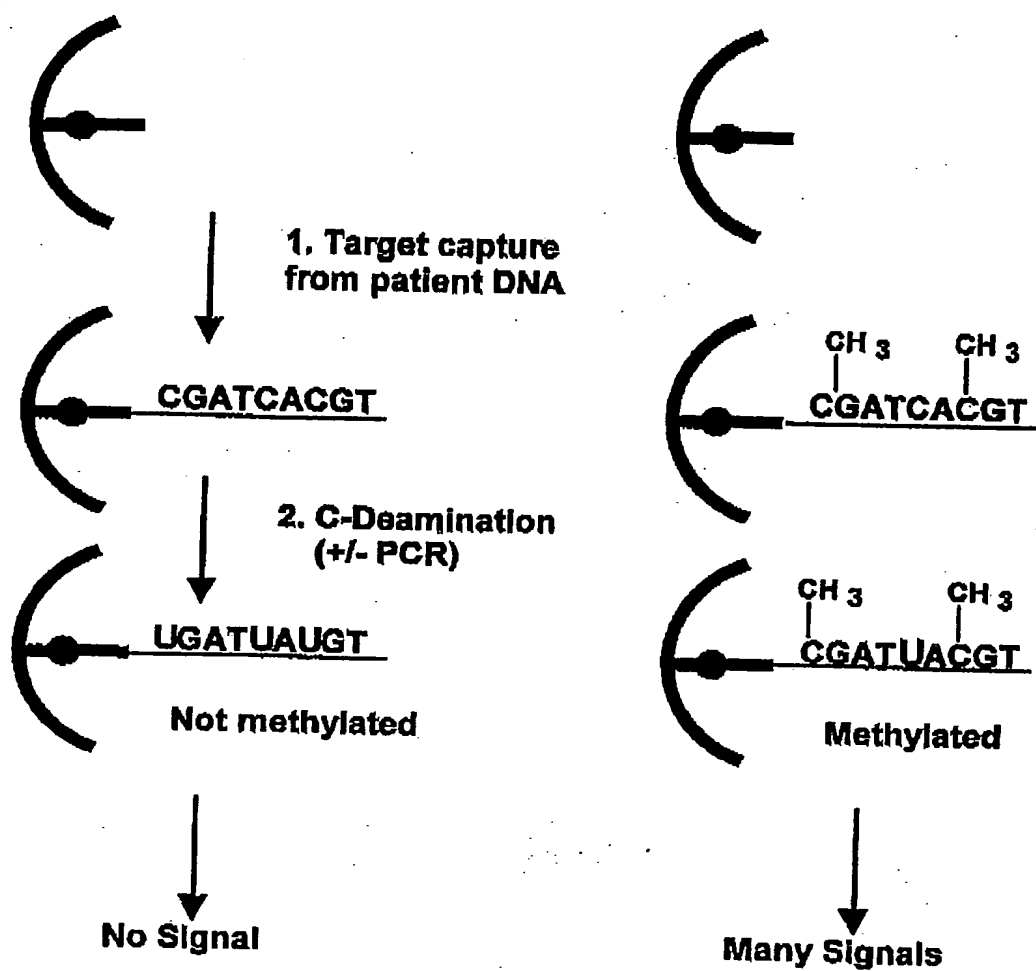 1. Target capture
from patient DNA
CGATCACGT
CH 3 CH 3
CGATCACGT
2. C-Deamination
(+/- PCR)
UGATUAUGT
Not methylated
CH 3 CH 3
CGATUACGT
Methylated
No Signal
Many Signals